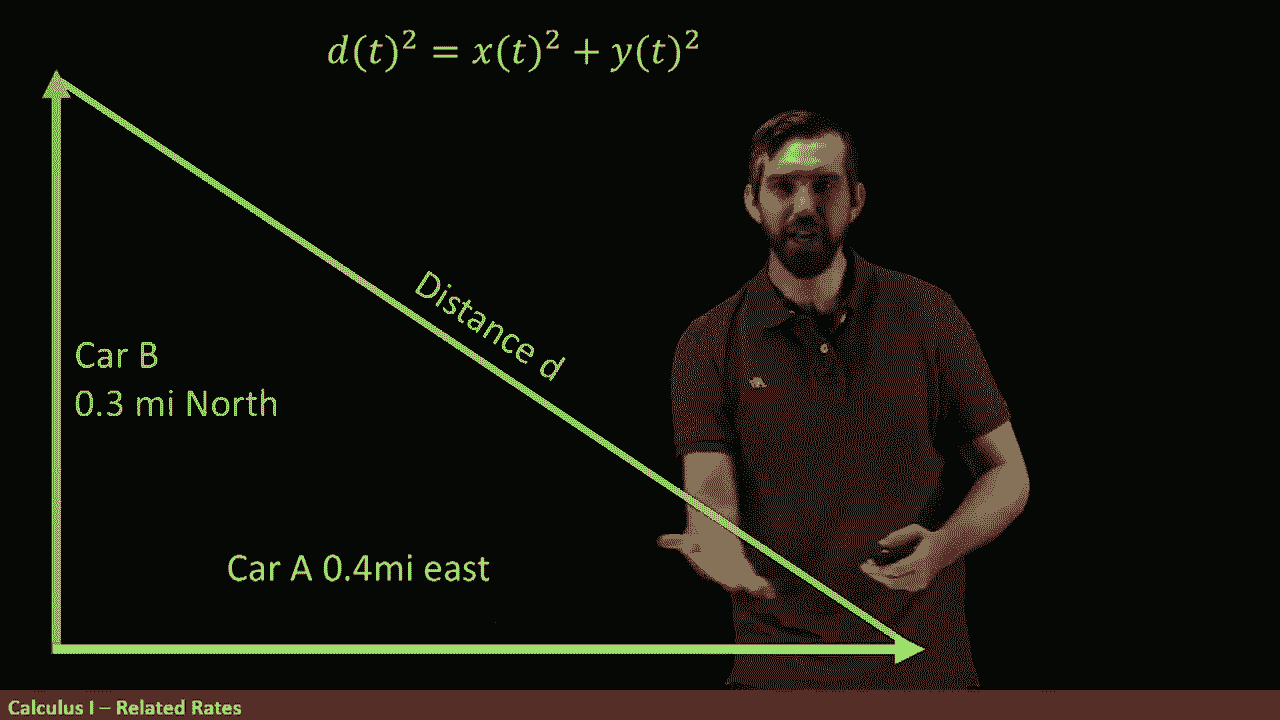 d(t)² = x(t)² + y(t)²
Distance d
Car B
0.3 mi North
Car A 0.4mi east
Calculus I – Related Rates